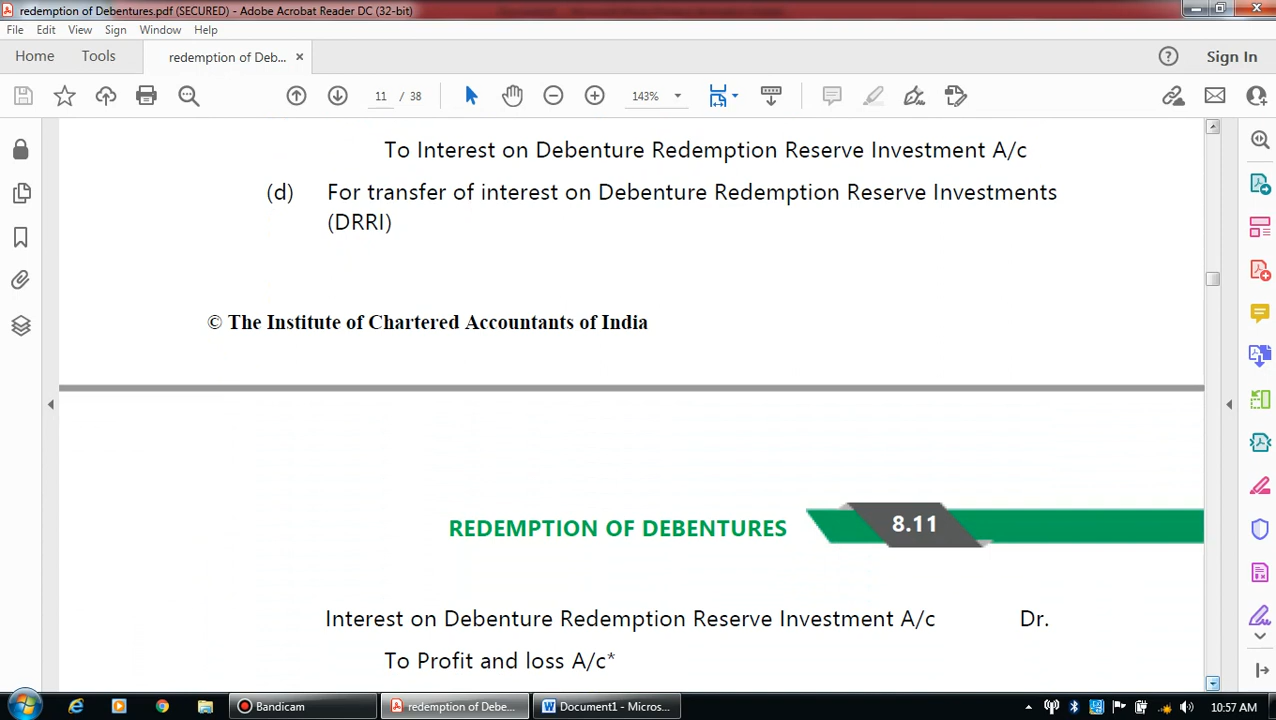 redemption of Debentures.pdf (SECURED) - Adobe Acrobat Reader DC (32-bit)
File Edit View Sign Window Help
Home Tools redemption of Deb... × ? Sign In
11 / 38 143%
To Interest on Debenture Redemption Reserve Investment A/c
(d) For transfer of interest on Debenture Redemption Reserve Investments
(DRRI)
© The Institute of Chartered Accountants of India
REDEMPTION OF DEBENTURES 8.11
Interest on Debenture Redemption Reserve Investment A/c Dr.
To Profit and loss A/c*
Bandicam redemption of Debe... Document1 - Micros... 10:57 AM